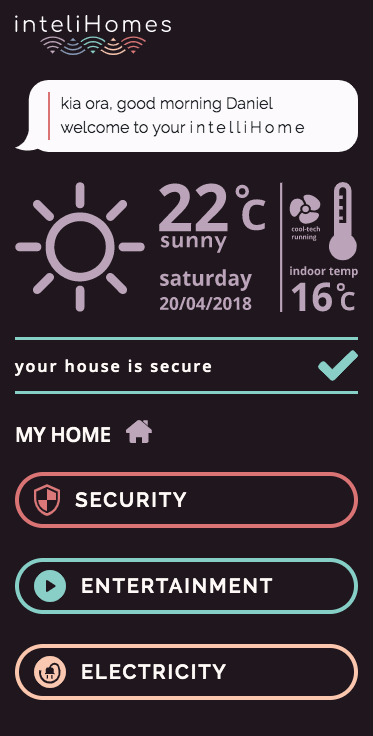 inteliHomes
kia ora, good morning Daniel
welcome to your intelliHome
22°C
sunny
saturday
20/04/2018
cool-tech
running
indoor temp
16°C
your house is secure
MY HOME
SECURITY
ENTERTAINMENT
ELECTRICITY